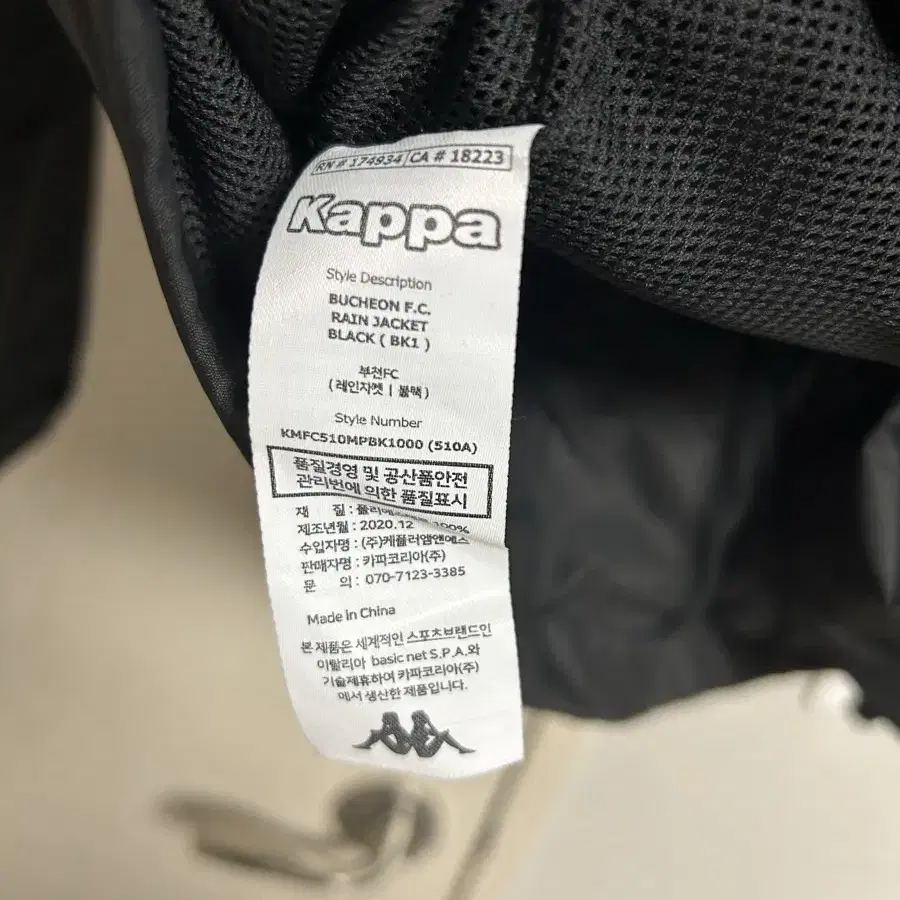 RN # 174934 CA # 18223
Kappa
Style Description
BUCHEON F.C.
RAIN JACKET
BLACK ( BK1 )
부천FC
( 레인자켓 | 블랙 )
Style Number
KMFC510MPBK1000 (510A)
품질경영 및 공산품안전
관리번에 의한 품질표시
재 질 : 100%
제조년월 : 2020.12
수입자명 : (주)케플러엠앤에스
판매자명 : 카파코리아(주)
문 의 : 070-7123-3385
Made in China
본 제품은 세계적인 스포츠브랜드인
이탈리아 basic net S.P.A.와
기술제휴하여 카파코리아(주)
에서 생산한 제품입니다.